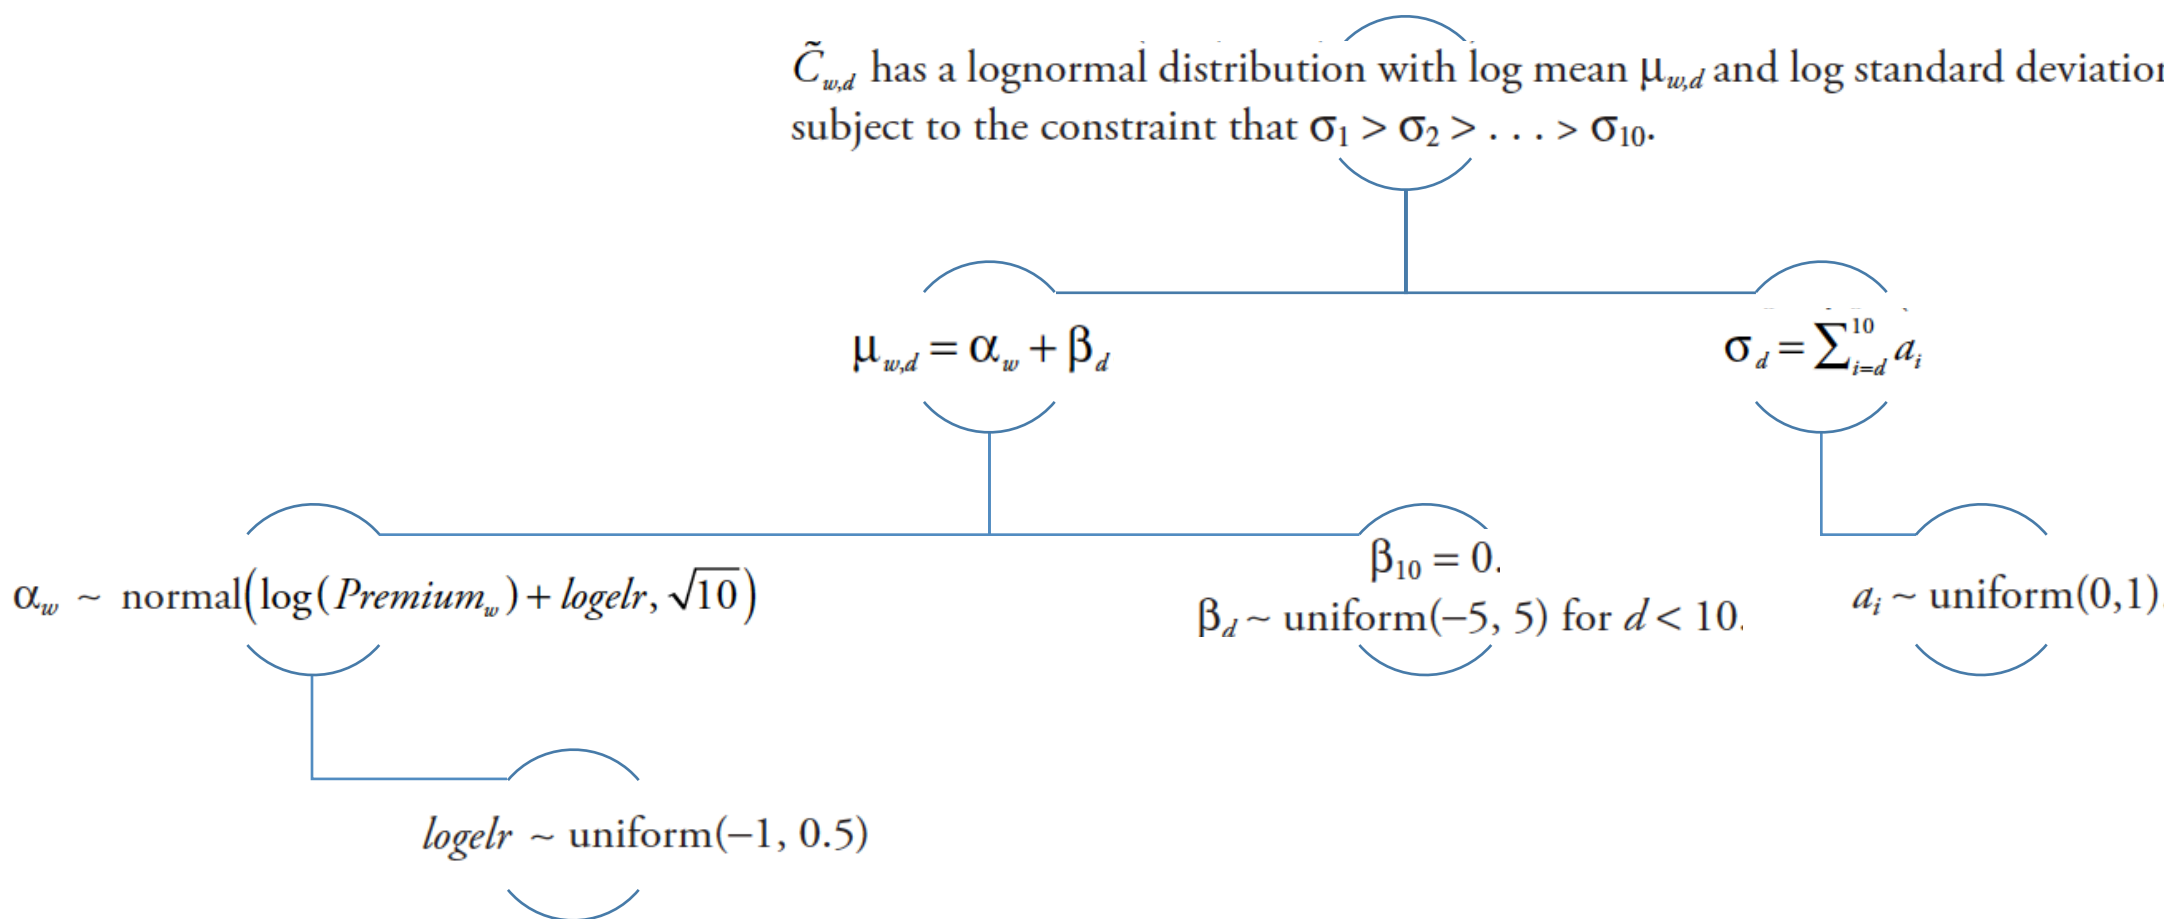 C̃w,d has a lognormal distribution with log mean μw,d and log standard deviation
subject to the constraint that σ1 > σ2 > . . . > σ10.
μw,d = αw + βd
σd = ∑i=d^10 ai
αw ~ normal(log(Premiumw) + logelr, √10)
β10 = 0.
βd ~ uniform(−5, 5) for d < 10.
ai ~ uniform(0,1).
logelr ~ uniform(−1, 0.5)